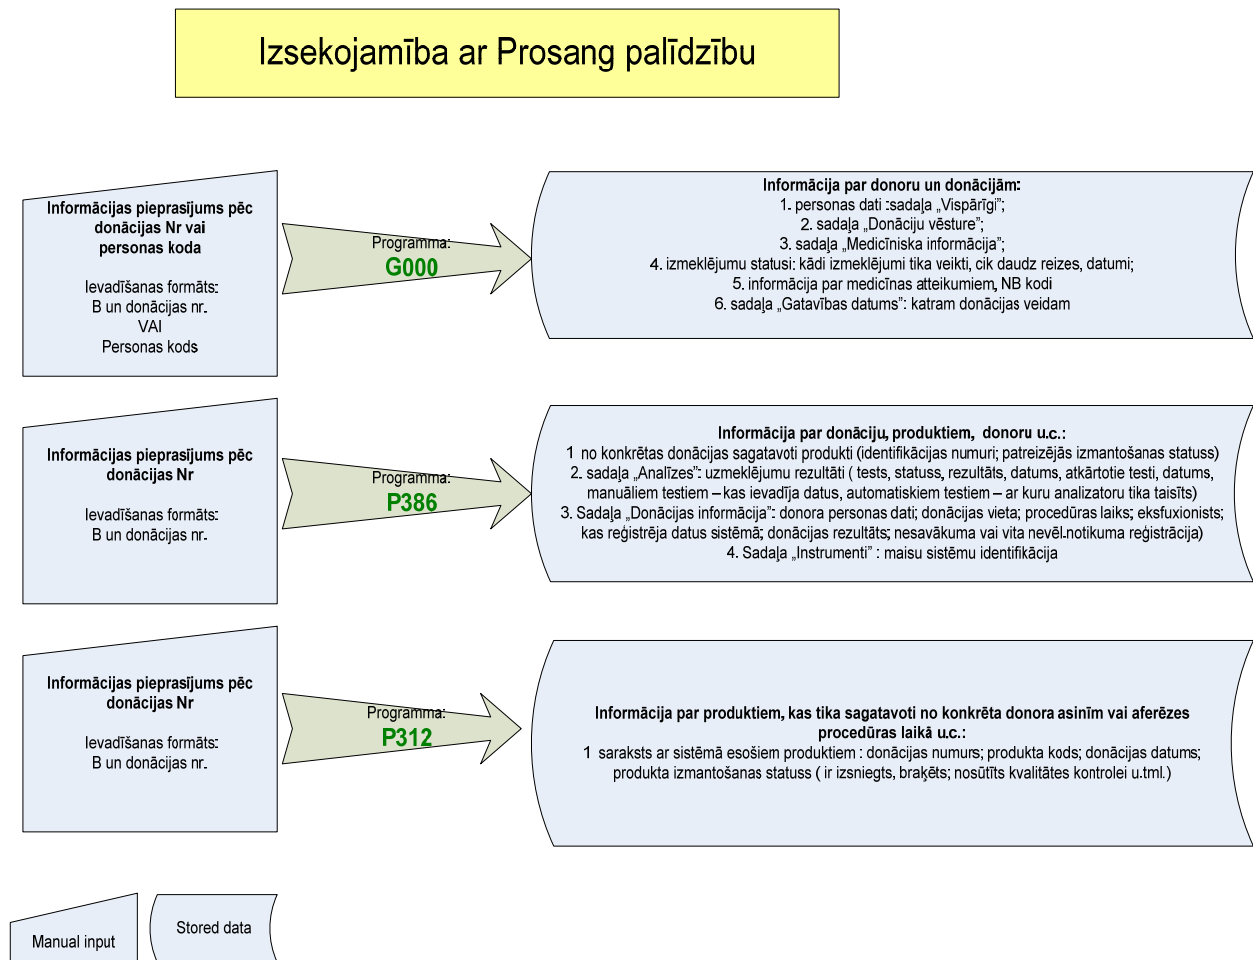 Izsekojamība ar Prosang palīdzību
Informācijas pieprasījums pēc
donācijas Nr vai
personas koda
Ievadīšanas formāts:
B un donācijas nr.
VAI
Personas kods
Programma:
G000
Informācija par donoru un donācijām:
1. personas dati :sadaļa „Vispārīgi”;
2. sadaļa „Donāciju vēsture”;
3. sadaļa „Medicīniska informācija”;
4. izmeklējumu statusi: kādi izmeklējumi tika veikti, cik daudz reizes, datumi;
5. informācija par medicīnas atteikumiem, NB kodi
6. sadaļa „Gatavības datums”: katram donācijas veidam
Informācijas pieprasījums pēc
donācijas Nr
Ievadīšanas formāts:
B un donācijas nr.
Programma:
P386
Informācija par donāciju, produktiem, donoru u.c.:
1 no konkrētas donācijas sagatavoti produkti (identifikācijas numuri; patreizējās izmantošanas statuss)
2. sadaļa „Analīzes”: uzmeklējumu rezultāti ( tests, statuss, rezultāts, datums, atkārtotie testi, datums,
manuāliem testiem – kas ievadīja datus, automatiskiem testiem – ar kuru analizatoru tika taisīts)
3. Sadaļa „Donācijas informācija”: donora personas dati; donācijas vieta; procedūras laiks; eksfuxionists;
kas reģistrēja datus sistēmā; donācijas rezultāts; nesavākuma vai vita nevēl.notikuma reģistrācija)
4. Sadaļa „Instrumenti” : maisu sistēmu identifikācija
Informācijas pieprasījums pēc
donācijas Nr
Ievadīšanas formāts:
B un donācijas nr.
Programma:
P312
Informācija par produktiem, kas tika sagatavoti no konkrēta donora asinīm vai aferēzes
procedūras laikā u.c.:
1 saraksts ar sistēmā esošiem produktiem : donācijas numurs; produkta kods; donācijas datums;
produkta izmantošanas statuss ( ir izsniegts, braķēts; nosūtīts kvalitātes kontrolei u.tml.)
Manual input
Stored data